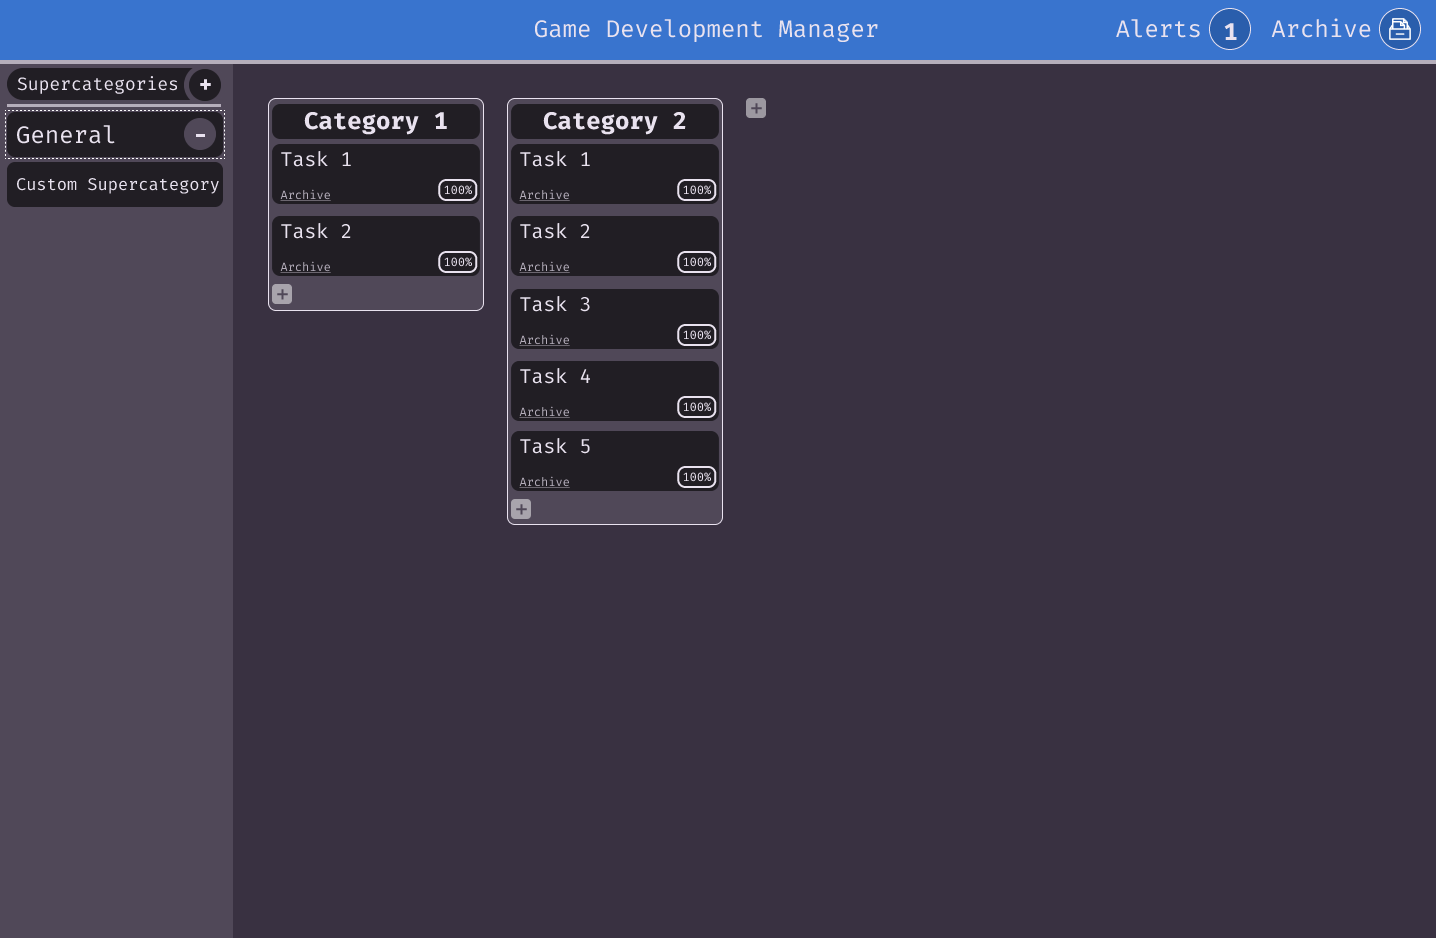 Game Development Manager
Alerts 1
Archive
Supercategories +
General -
Custom Supercategory
Category 1
Task 1
Archive 100%
Task 2
Archive 100%
+
Category 2
Task 1
Archive 100%
Task 2
Archive 100%
Task 3
Archive 100%
Task 4
Archive 100%
Task 5
Archive 100%
+
+